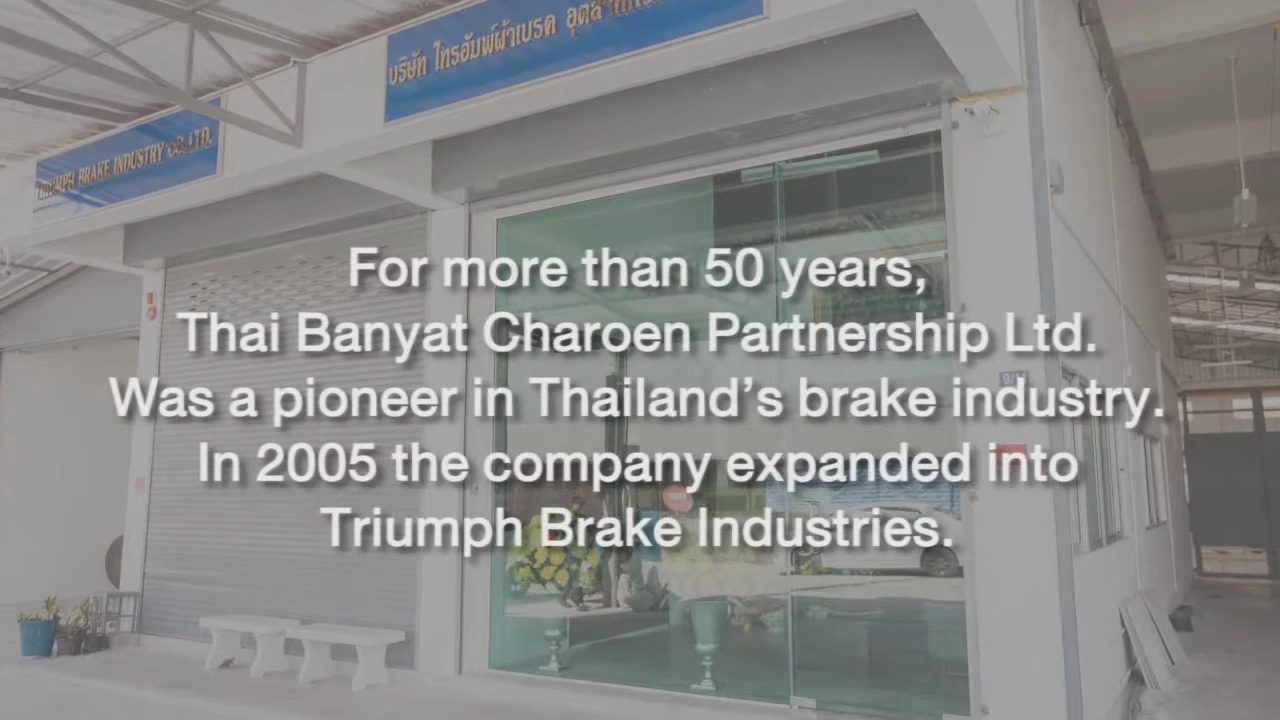 บริษัท ไทรอัมพ์ผ้าเบรค
TRIUMPH BRAKE INDUSTRY CO.,LTD.
For more than 50 years,
Thai Banyat Charoen Partnership Ltd.
Was a pioneer in Thailand’s brake industry.
In 2005 the company expanded into
Triumph Brake Industries.